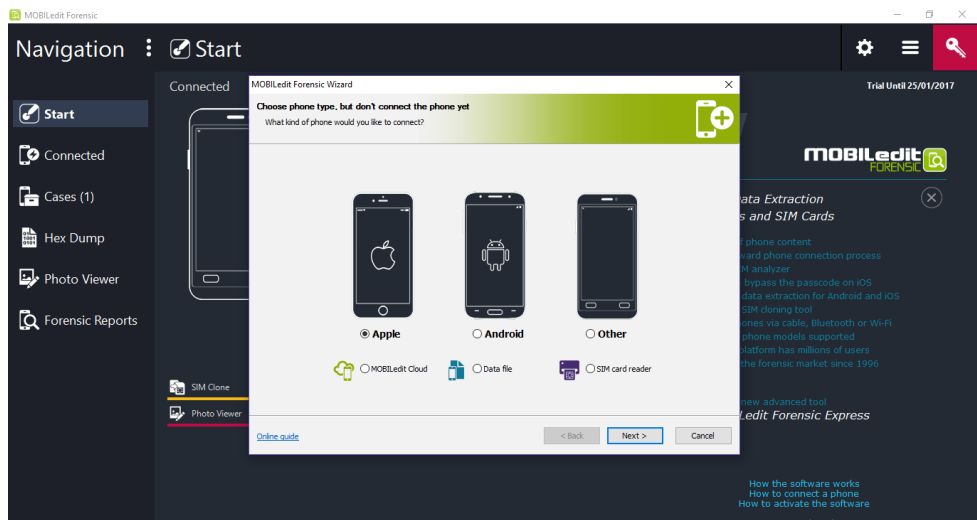 MOBILedit Forensic
Navigation
Start
Trial Until 25/01/2017
Start
Connected
Cases (1)
Hex Dump
Photo Viewer
Forensic Reports
Connected
SIM Clone
Photo Viewer
MOBILedit Forensic Wizard
Choose phone type, but don't connect the phone yet
What kind of phone would you like to connect?
Apple
Android
Other
MOBILedit Cloud
Data file
SIM card reader
Online guide
< Back
Next >
Cancel
MOBILedit
FORENSIC
ata Extraction
s and SIM Cards
f phone content
ward phone connection process
M analyzer
bypass the passcode on iOS
data extraction for Android and iOS
SIM cloning tool
ones via cable, Bluetooth or Wi-Fi
phone models supported
platform has millions of users
the forensic market since 1996
new advanced tool
Ledit Forensic Express
How the software works
How to connect a phone
How to activate the software